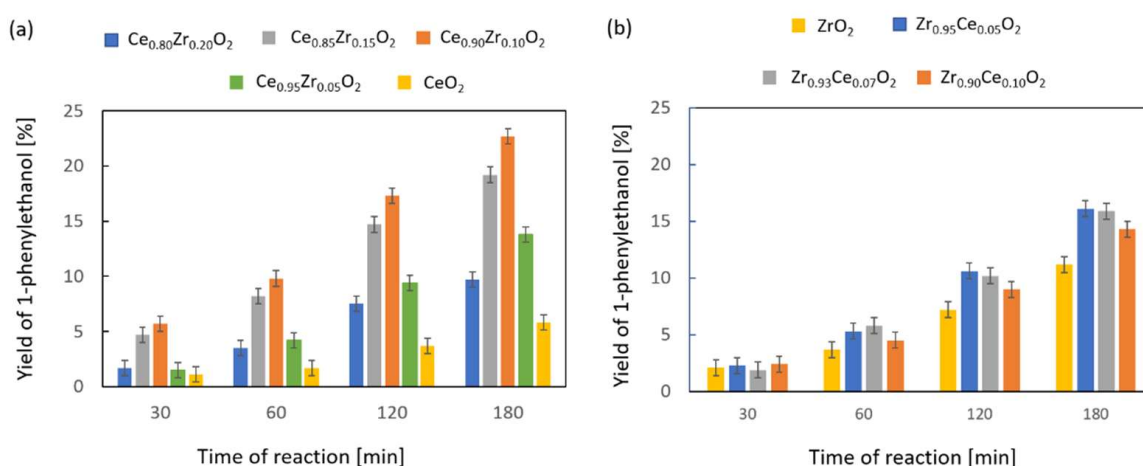 (a)
Ce₀.₈₀Zr₀.₂₀O₂ Ce₀.₈₅Zr₀.₁₅O₂ Ce₀.₉₀Zr₀.₁₀O₂
Ce₀.₉₅Zr₀.₀₅O₂ CeO₂
Yield of 1-phenylethanol [%]
25
20
15
10
5
0
30 60 120 180
Time of reaction [min]
(b)
ZrO₂ Zr₀.₉₅Ce₀.₀₅O₂
Zr₀.₉₃Ce₀.₀₇O₂ Zr₀.₉₀Ce₀.₁₀O₂
Yield of 1-phenylethanol [%]
25
20
15
10
5
0
30 60 120 180
Time of reaction [min]